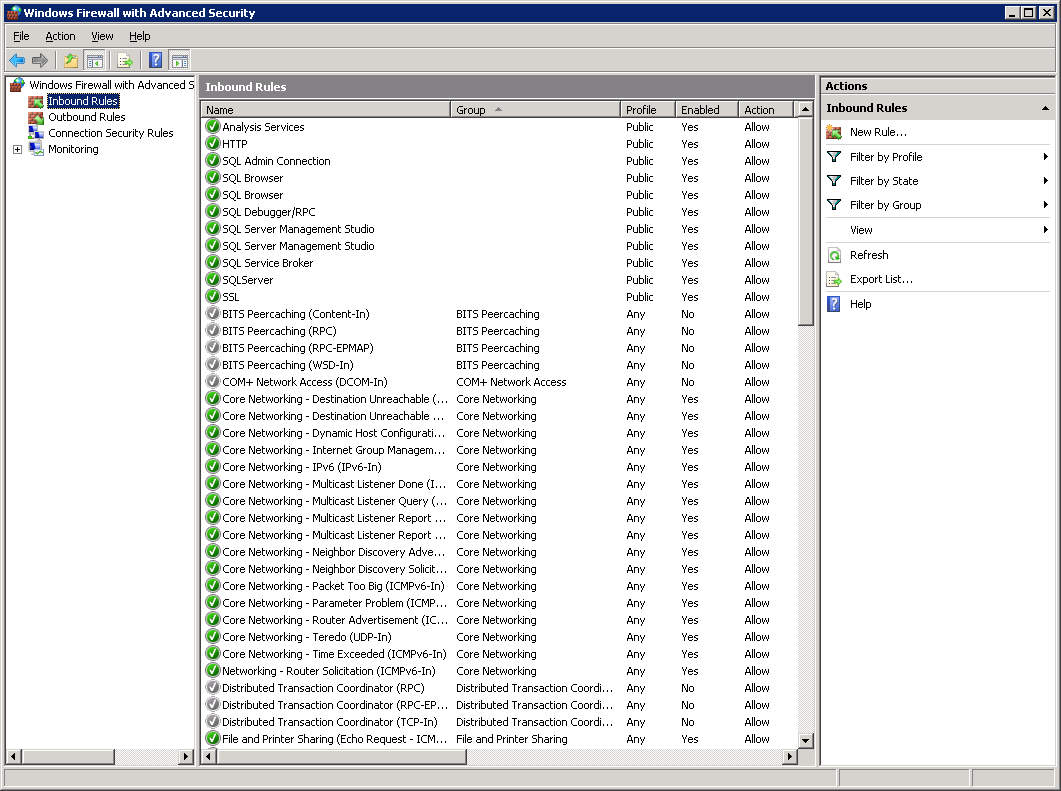 Windows Firewall with Advanced Security
File Action View Help
Windows Firewall with Advanced S
Inbound Rules
Outbound Rules
Connection Security Rules
Monitoring
Inbound Rules
Name Group Profile Enabled Action
Analysis Services Public Yes Allow
HTTP Public Yes Allow
SQL Admin Connection Public Yes Allow
SQL Browser Public Yes Allow
SQL Browser Public Yes Allow
SQL Debugger/RPC Public Yes Allow
SQL Server Management Studio Public Yes Allow
SQL Server Management Studio Public Yes Allow
SQL Service Broker Public Yes Allow
SQLServer Public Yes Allow
SSL Public Yes Allow
BITS Peercaching (Content-In) BITS Peercaching Any No Allow
BITS Peercaching (RPC) BITS Peercaching Any No Allow
BITS Peercaching (RPC-EPMAP) BITS Peercaching Any No Allow
BITS Peercaching (WSD-In) BITS Peercaching Any No Allow
COM+ Network Access (DCOM-In) COM+ Network Access Any No Allow
Core Networking - Destination Unreachable (... Core Networking Any Yes Allow
Core Networking - Destination Unreachable ... Core Networking Any Yes Allow
Core Networking - Dynamic Host Configurati... Core Networking Any Yes Allow
Core Networking - Internet Group Managem... Core Networking Any Yes Allow
Core Networking - IPv6 (IPv6-In) Core Networking Any Yes Allow
Core Networking - Multicast Listener Done (I... Core Networking Any Yes Allow
Core Networking - Multicast Listener Query (... Core Networking Any Yes Allow
Core Networking - Multicast Listener Report ... Core Networking Any Yes Allow
Core Networking - Multicast Listener Report ... Core Networking Any Yes Allow
Core Networking - Neighbor Discovery Adve... Core Networking Any Yes Allow
Core Networking - Neighbor Discovery Solicit... Core Networking Any Yes Allow
Core Networking - Packet Too Big (ICMPv6-In) Core Networking Any Yes Allow
Core Networking - Parameter Problem (ICMP... Core Networking Any Yes Allow
Core Networking - Router Advertisement (IC... Core Networking Any Yes Allow
Core Networking - Teredo (UDP-In) Core Networking Any Yes Allow
Core Networking - Time Exceeded (ICMPv6-In) Core Networking Any Yes Allow
Networking - Router Solicitation (ICMPv6-In) Core Networking Any Yes Allow
Distributed Transaction Coordinator (RPC) Distributed Transaction Coordi... Any No Allow
Distributed Transaction Coordinator (RPC-EP... Distributed Transaction Coordi... Any No Allow
Distributed Transaction Coordinator (TCP-In) Distributed Transaction Coordi... Any No Allow
File and Printer Sharing (Echo Request - ICM... File and Printer Sharing Any Yes Allow
Actions
Inbound Rules
New Rule...
Filter by Profile
Filter by State
Filter by Group
View
Refresh
Export List...
Help